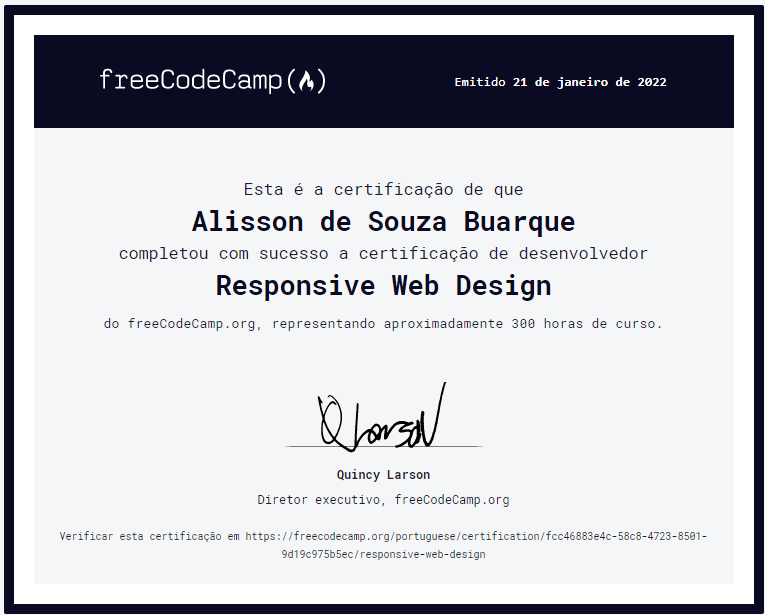 freeCodeCamp(🔥)
Emitido 21 de janeiro de 2022
Esta é a certificação de que
Alisson de Souza Buarque
completou com sucesso a certificação de desenvolvedor
Responsive Web Design
do freeCodeCamp.org, representando aproximadamente 300 horas de curso.
Q Larson
Quincy Larson
Diretor executivo, freeCodeCamp.org
Verificar esta certificação em https://freecodecamp.org/portuguese/certification/fcc46883e4c-58c8-4723-8501-
9d19c975b5ec/responsive-web-design